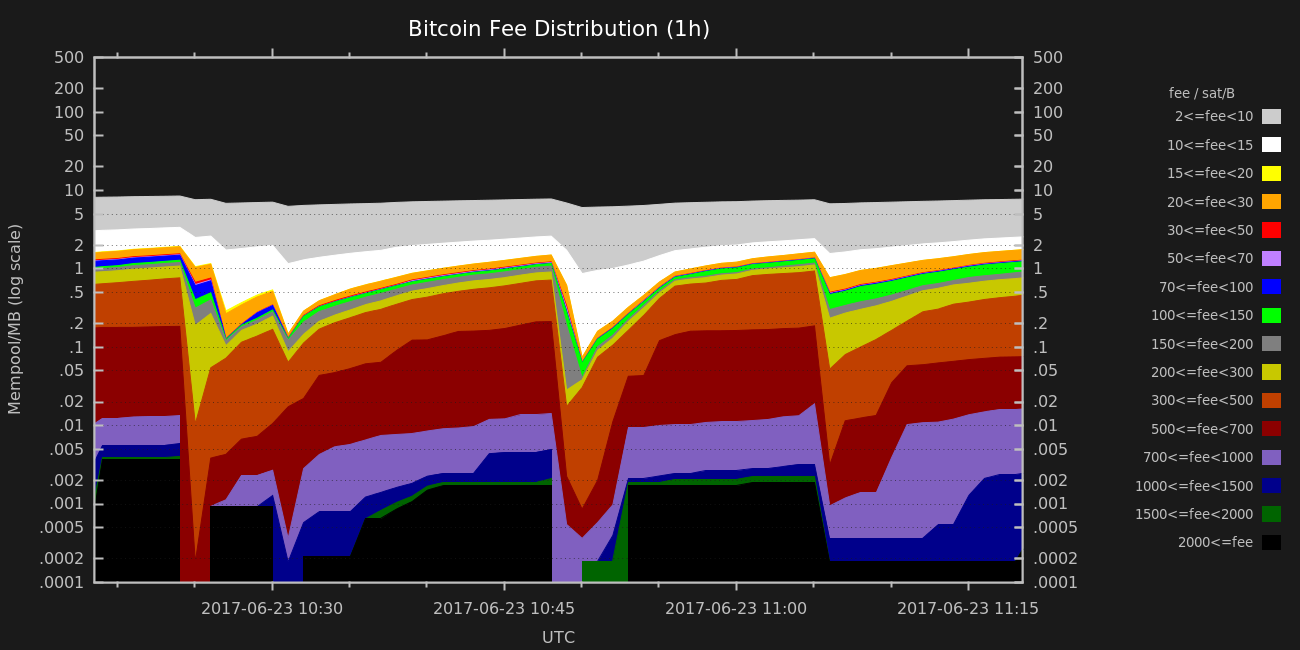 Bitcoin Fee Distribution (1h)
Mempool/MB (log scale)
500
200
100
50
20
10
5
2
1
.5
.2
.1
.05
.02
.01
.005
.002
.001
.0005
.0002
.0001
500
200
100
50
20
10
5
2
1
.5
.2
.1
.05
.02
.01
.005
.002
.001
.0005
.0002
.0001
2017-06-23 10:30
2017-06-23 10:45
2017-06-23 11:00
2017-06-23 11:15
UTC
fee / sat/B
2<=fee<10
10<=fee<15
15<=fee<20
20<=fee<30
30<=fee<50
50<=fee<70
70<=fee<100
100<=fee<150
150<=fee<200
200<=fee<300
300<=fee<500
500<=fee<700
700<=fee<1000
1000<=fee<1500
1500<=fee<2000
2000<=fee